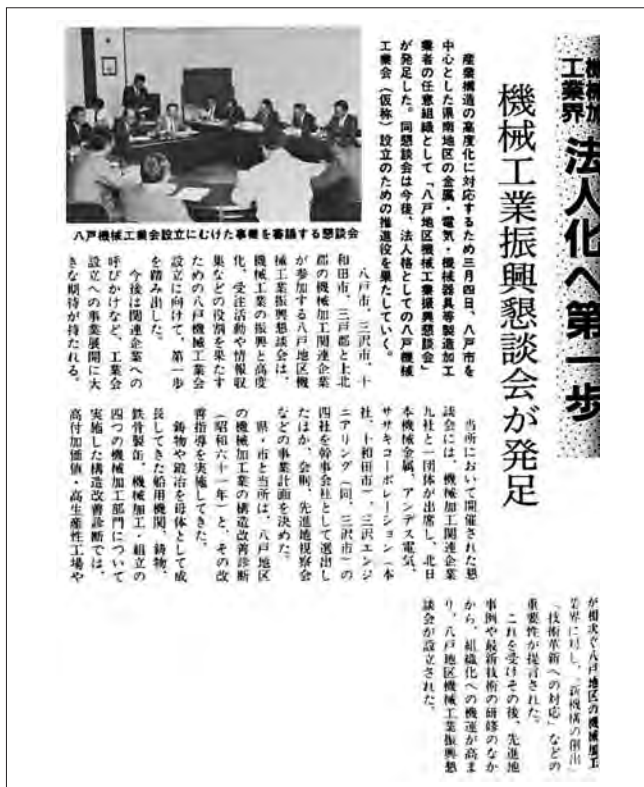 機械加
工業界
法人化へ第一歩
機械工業振興懇談会が発足
産業構造の高度化に対応するため三月四日、八戸市を
中心とした県南地区の金属・電気・機械器具等製造加工
業者の任意組織として「八戸地区機械工業振興懇談会」
が発足した。同懇談会は今後、法人格としての八戸機械
工業会（仮称）設立のための推進役を果たしていく。
八戸機械工業会設立にむけた事業を審議する懇談会
八戸市、三沢市、十
和田市、三戸郡と上北
郡の機械加工関連企業
が参加する八戸地区機
械工業振興懇談会は、
機械工業の振興と高度
化、受注活動や情報収
集などの役割を果たす
ための八戸機械工業会
設立に向けて、第一歩
を踏み出した。
今後は関連企業への
呼びかけなど、工業会
設立への事業展開に大
きな期待が持たれる。
当所において開催された懇
談会には、機械加工関連企業
九社と一団体が出席し、北日
本機械金属、アンデス電気、
ササキコーポレーション（本
社、十和田市）、三沢エンジ
ニアリング（同、三沢市）の
四社を幹事会社として選出し
たほか、会則、先進地視察会
などの事業計画を決めた。
県・市と当所は、八戸地区
の機械加工業の構造改善診断
（昭和六十一年）と、その改
善指導を実施してきた。
鋳物や鍛冶を母体として成
長してきた船用機関、鋳物、
鉄骨製缶、機械加工・組立の
四つの機械加工部門について
実施した構造改善診断では、
高付加価値・高生産性工場や
が相次ぐ八戸地区の機械加工
業界に対し、「新機構の創出」
「技術革新への対応」などの
重要性が提言された。
これを受けその後、先進地
事例や最新技術の研修のなか
から、組織化への機運が高ま
り、八戸地区機械工業振興懇
談会が設立された。